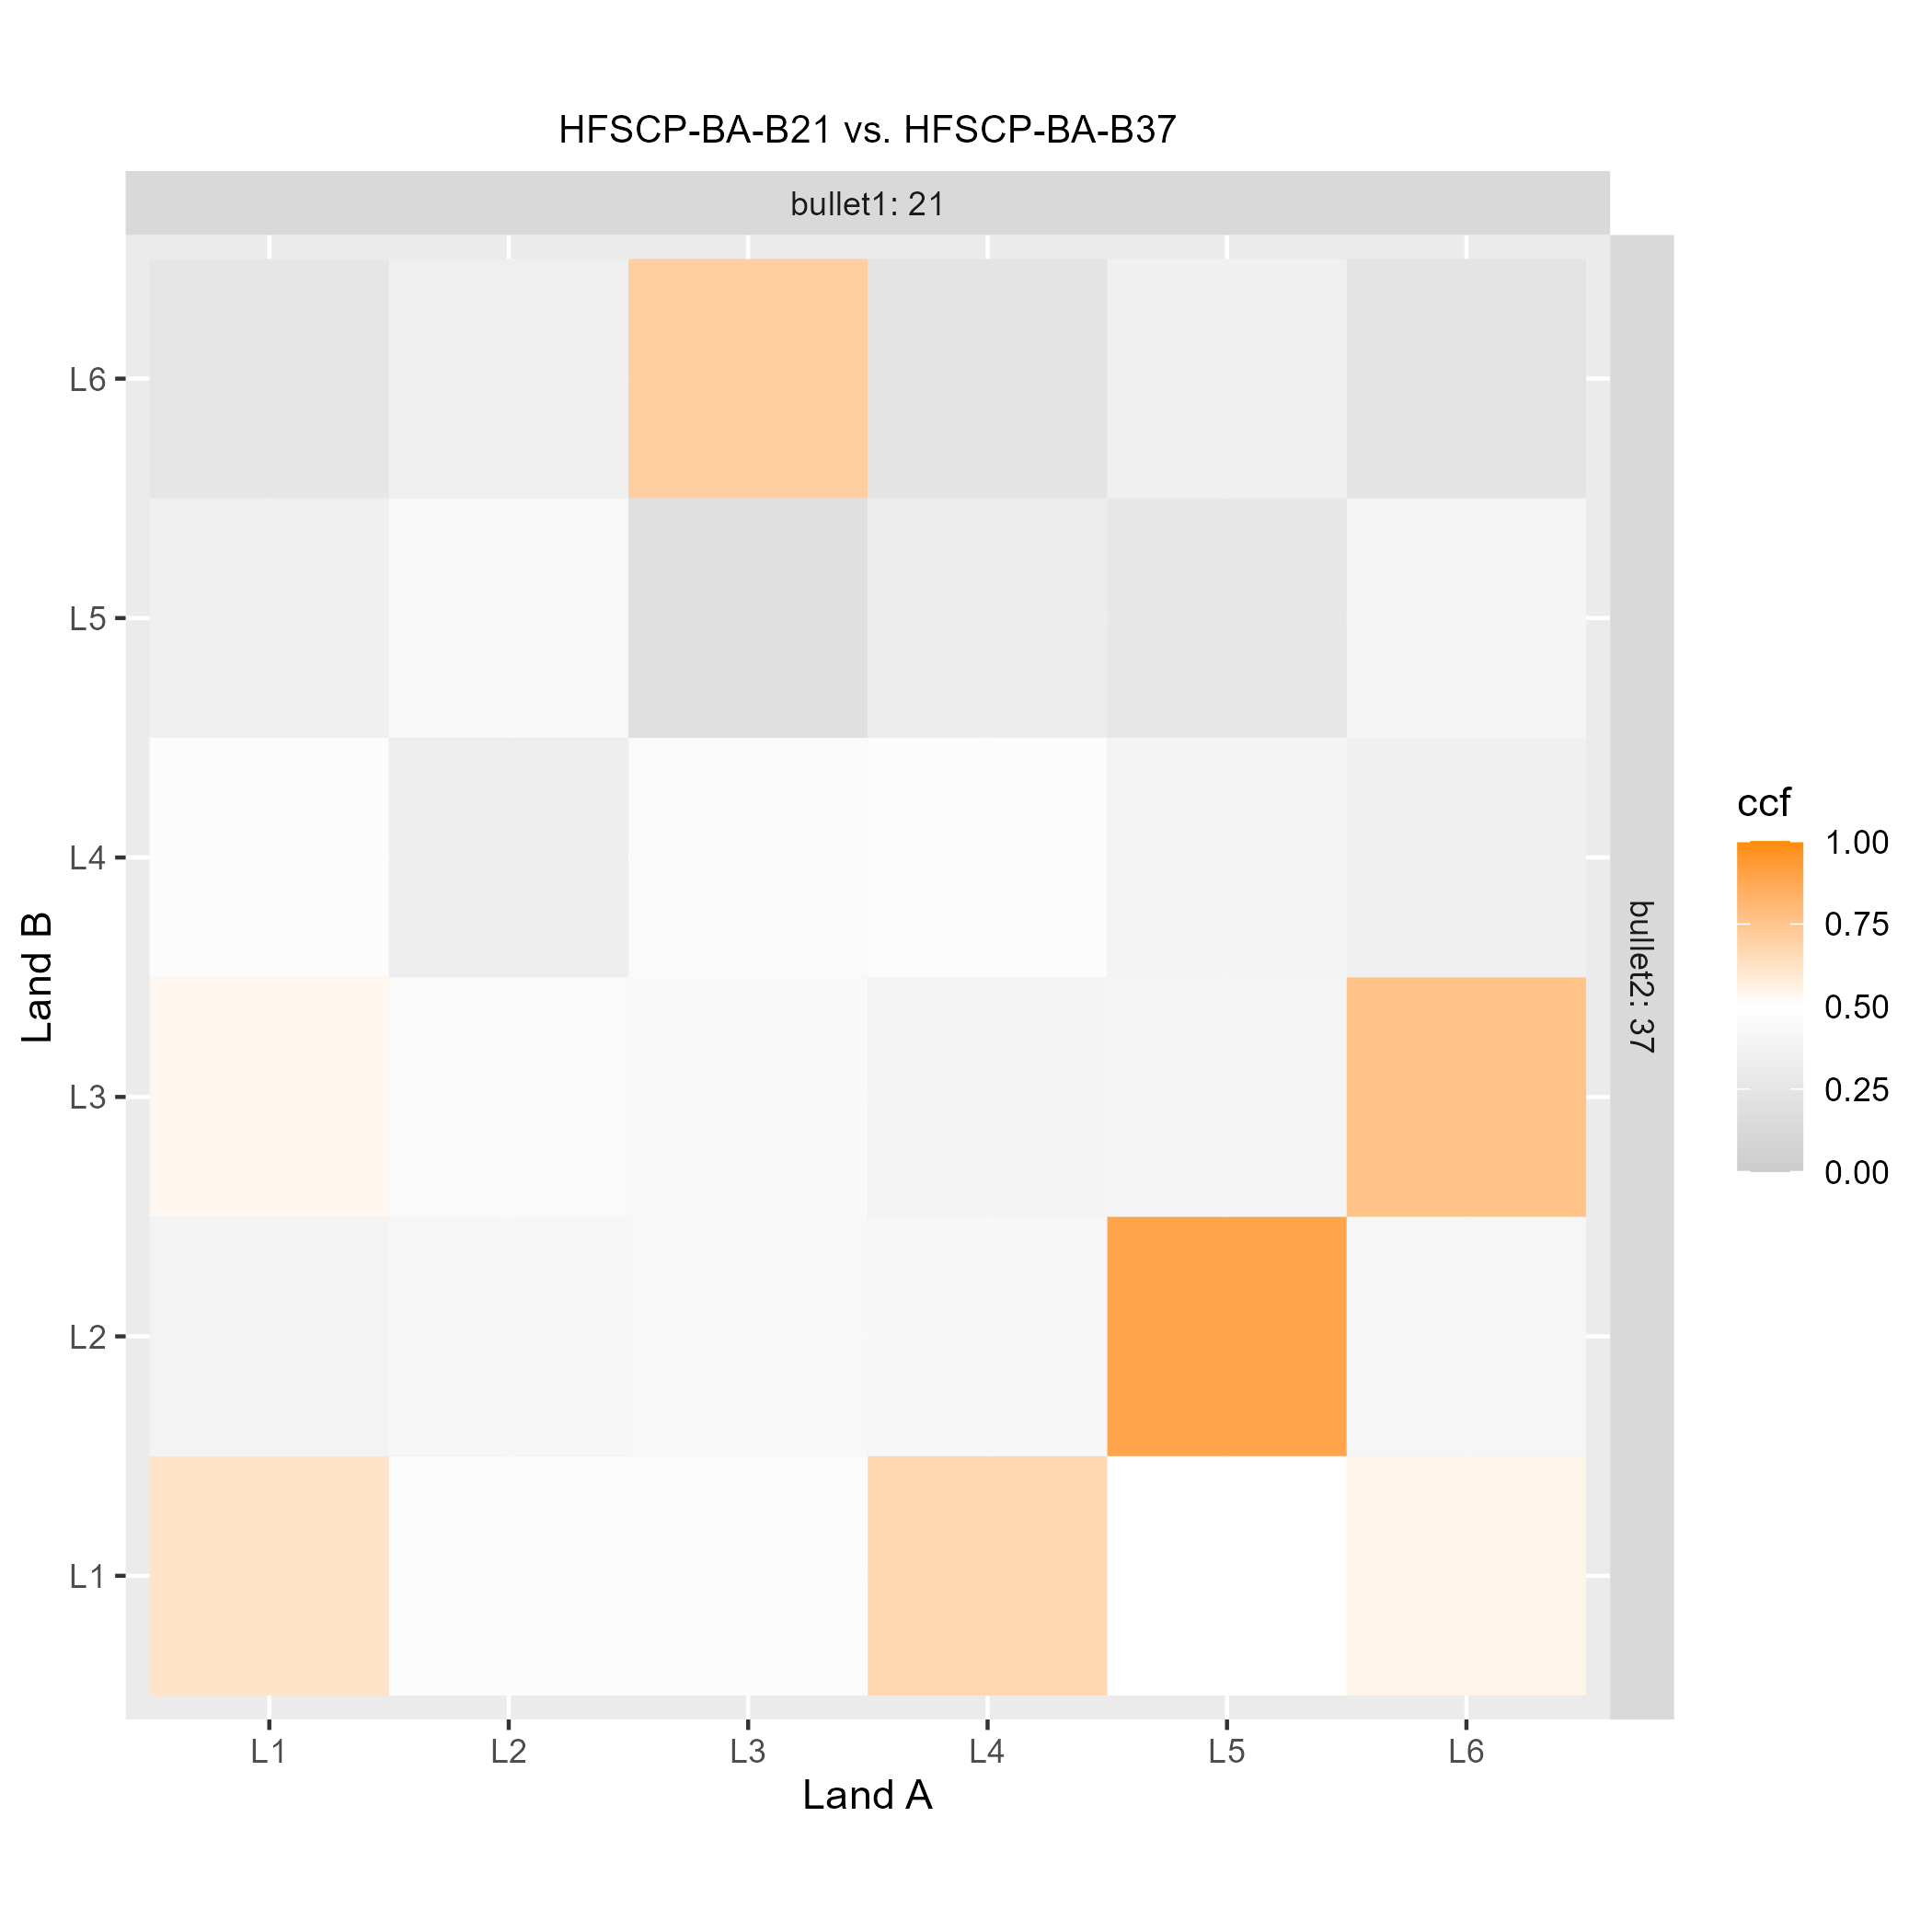 HFSCP-BA-B21 vs. HFSCP-BA-B37
bullet1: 21
L6
L5
L4
L3
L2
L1
Land B
bullet2: 37
L1 L2 L3 L4 L5 L6
Land A
ccf
1.00
0.75
0.50
0.25
0.00